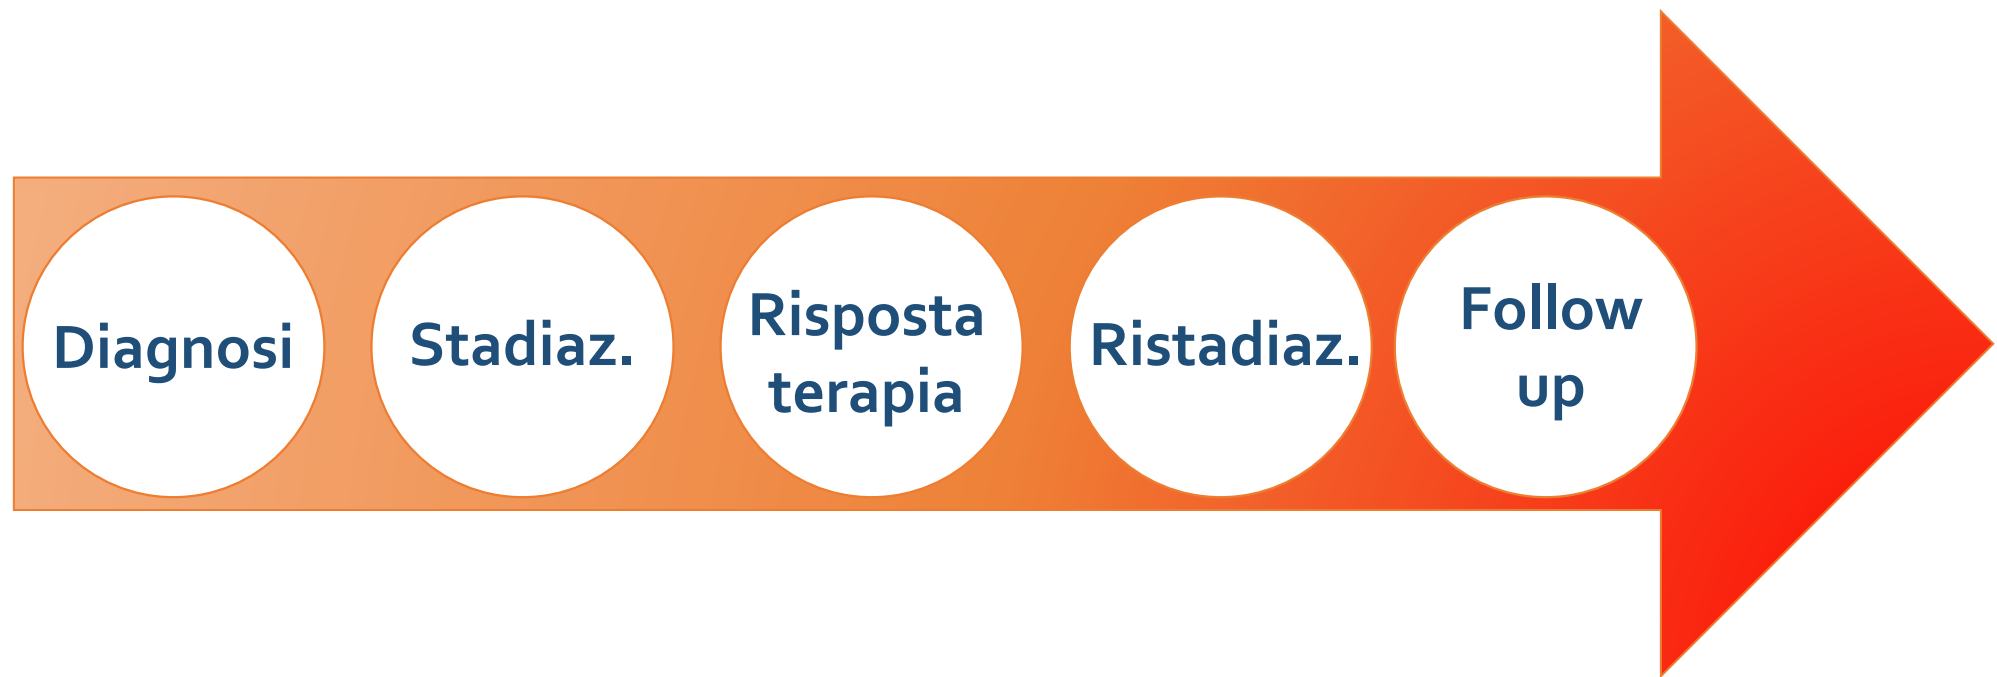 Diagnosi
Stadiaz.
Risposta
terapia
Ristadiaz.
Follow
up